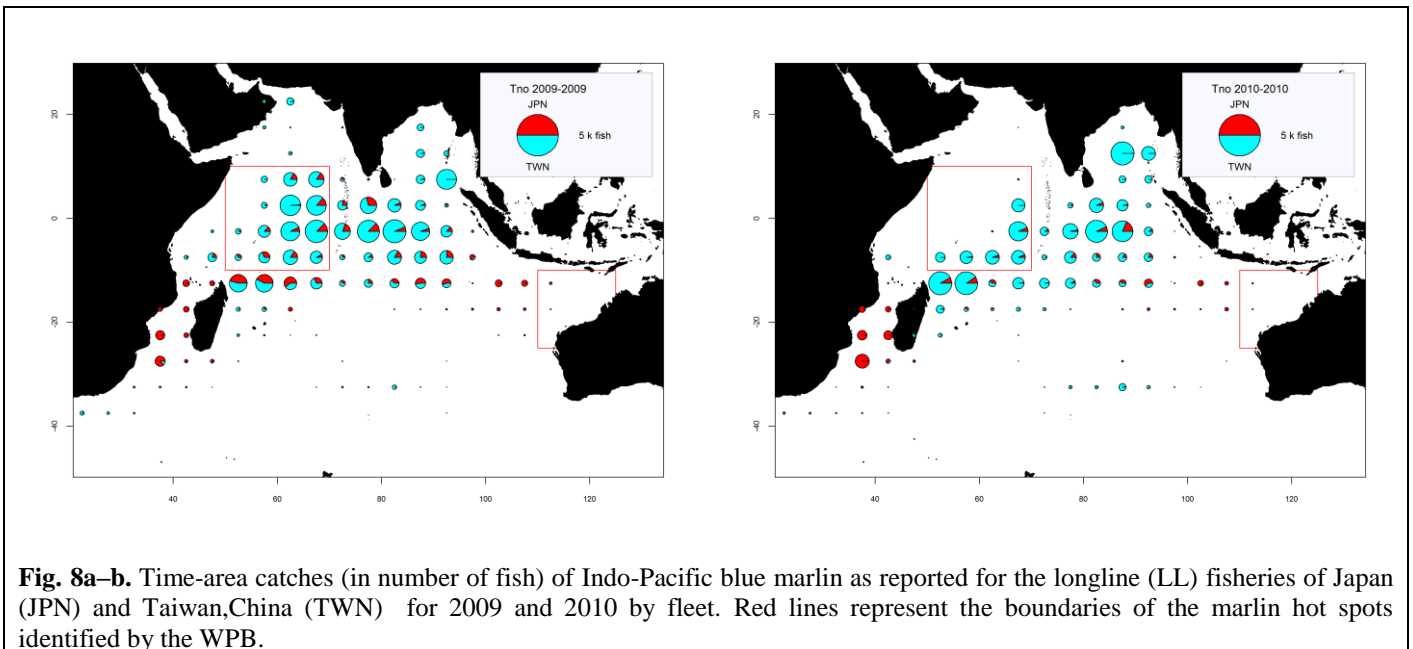 Tno 2009-2009
JPN
5 k fish
TWN
20
0
-20
-40
40
60
80
100
120
Tno 2010-2010
JPN
5 k fish
TWN
20
0
-20
-40
40
60
80
100
120
Fig. 8a–b. Time-area catches (in number of fish) of Indo-Pacific blue marlin as reported for the longline (LL) fisheries of Japan
(JPN) and Taiwan,China (TWN) for 2009 and 2010 by fleet. Red lines represent the boundaries of the marlin hot spots
identified by the WPB.